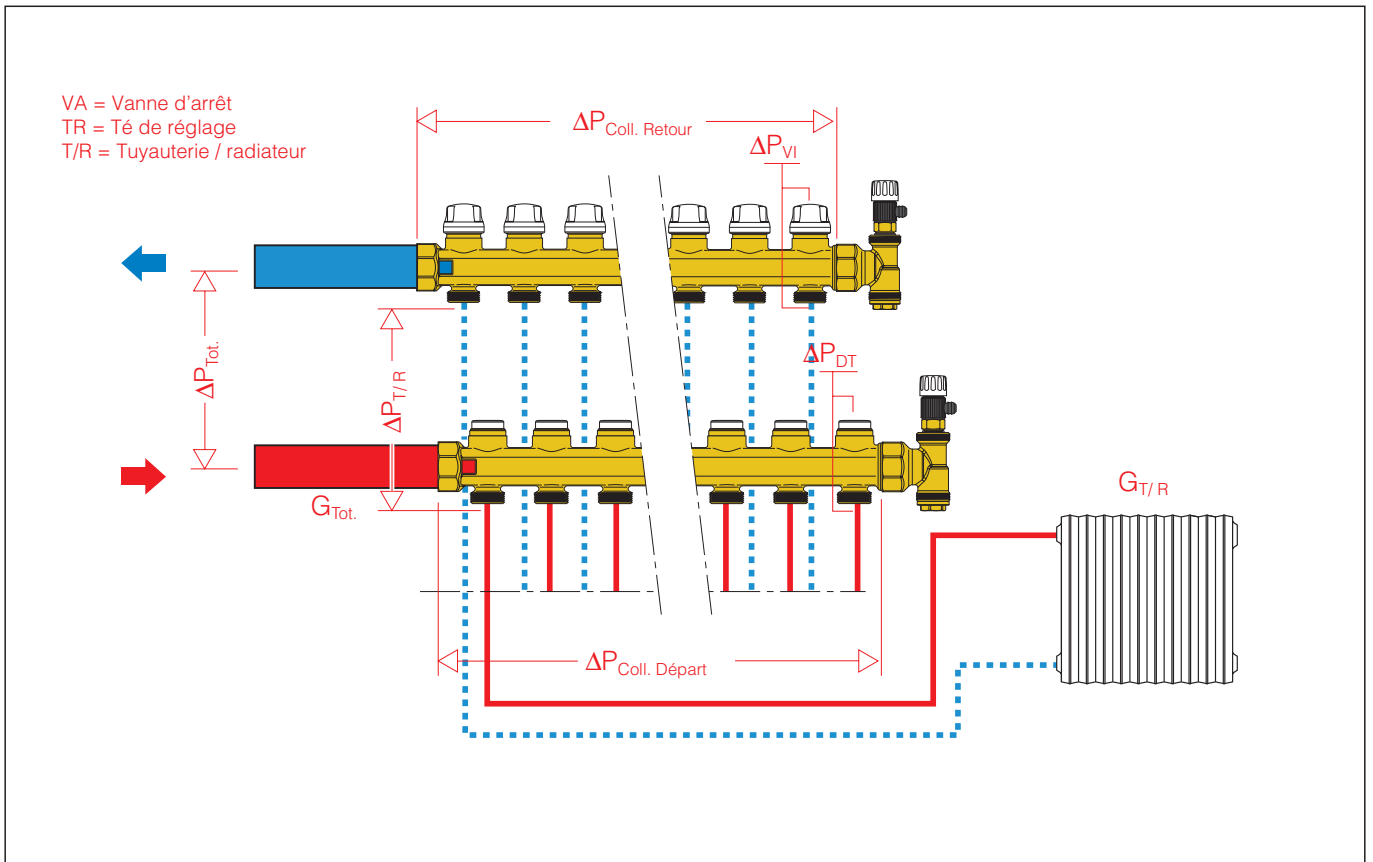 VA = Vanne d'arrêt
TR = Té de réglage
T/R = Tuyauterie / radiateur
ΔPColl. Retour
ΔPVI
ΔPTot.
ΔPT/ R
ΔPDT
GTot.
GT/ R
ΔPColl. Départ